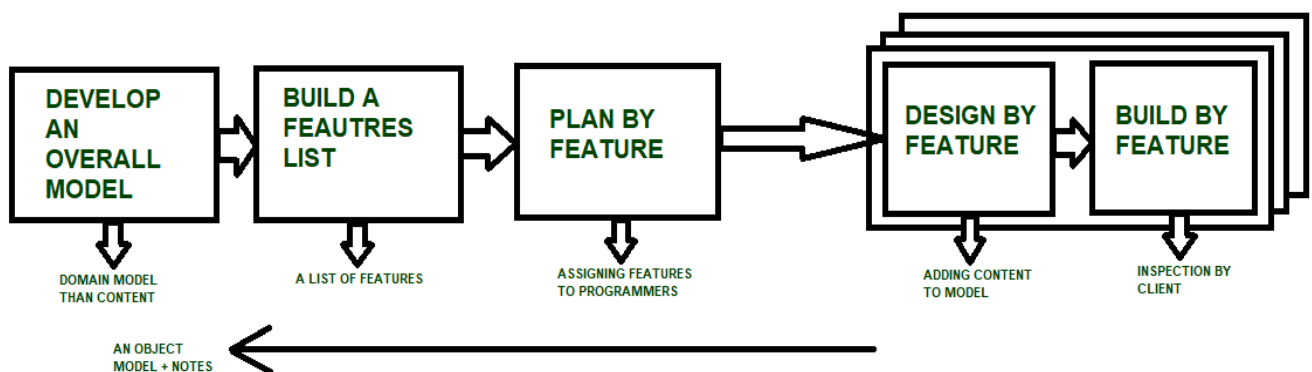 DEVELOP
AN
OVERALL
MODEL
BUILD A
FEAUTRES
LIST
PLAN BY
FEATURE
DESIGN BY
FEATURE
BUILD BY
FEATURE
DOMAIN MODEL
THAN CONTENT
A LIST OF FEATURES
ASSIGNING FEATURES
TO PROGRAMMERS
ADDING CONTENT
TO MODEL
INSPECTION BY
CLIENT
AN OBJECT
MODEL + NOTES